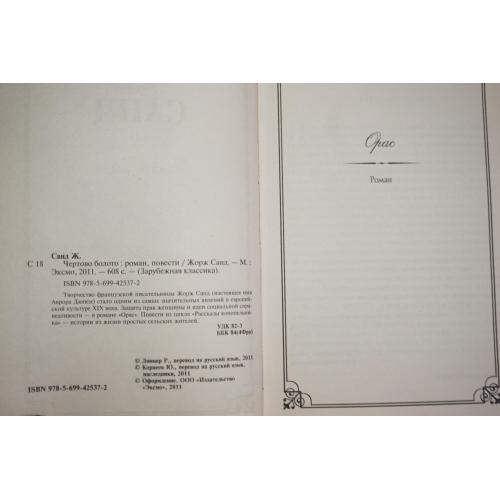 Санд Ж.
С 18 Чертово болото : роман, повести / Жорж Санд. — М. :
Эксмо, 2011. — 608 с. — (Зарубежная классика).
ISBN 978-5-699-42537-2
Творчество французской писательницы Жорж Санд (настоящее имя
Аврора Дюпен) стало одним из самых значительных явлений в европей-
ской культуре XIX века. Защита прав женщины и идеи социальной спра-
ведливости — в романе «Орас». Повести из цикла «Рассказы конопельщи-
ка» — истории из жизни простых сельских жителей.
УДК 82-3
ББК 84(4Фра)
© Линцер Р., перевод на русский язык, 2011
© Корнеев Ю., перевод на русский язык,
наследники, 2011
© Оформление. ООО «Издательство
«Эксмо», 2011
ISBN 978-5-699-42537-2
Орас
Роман